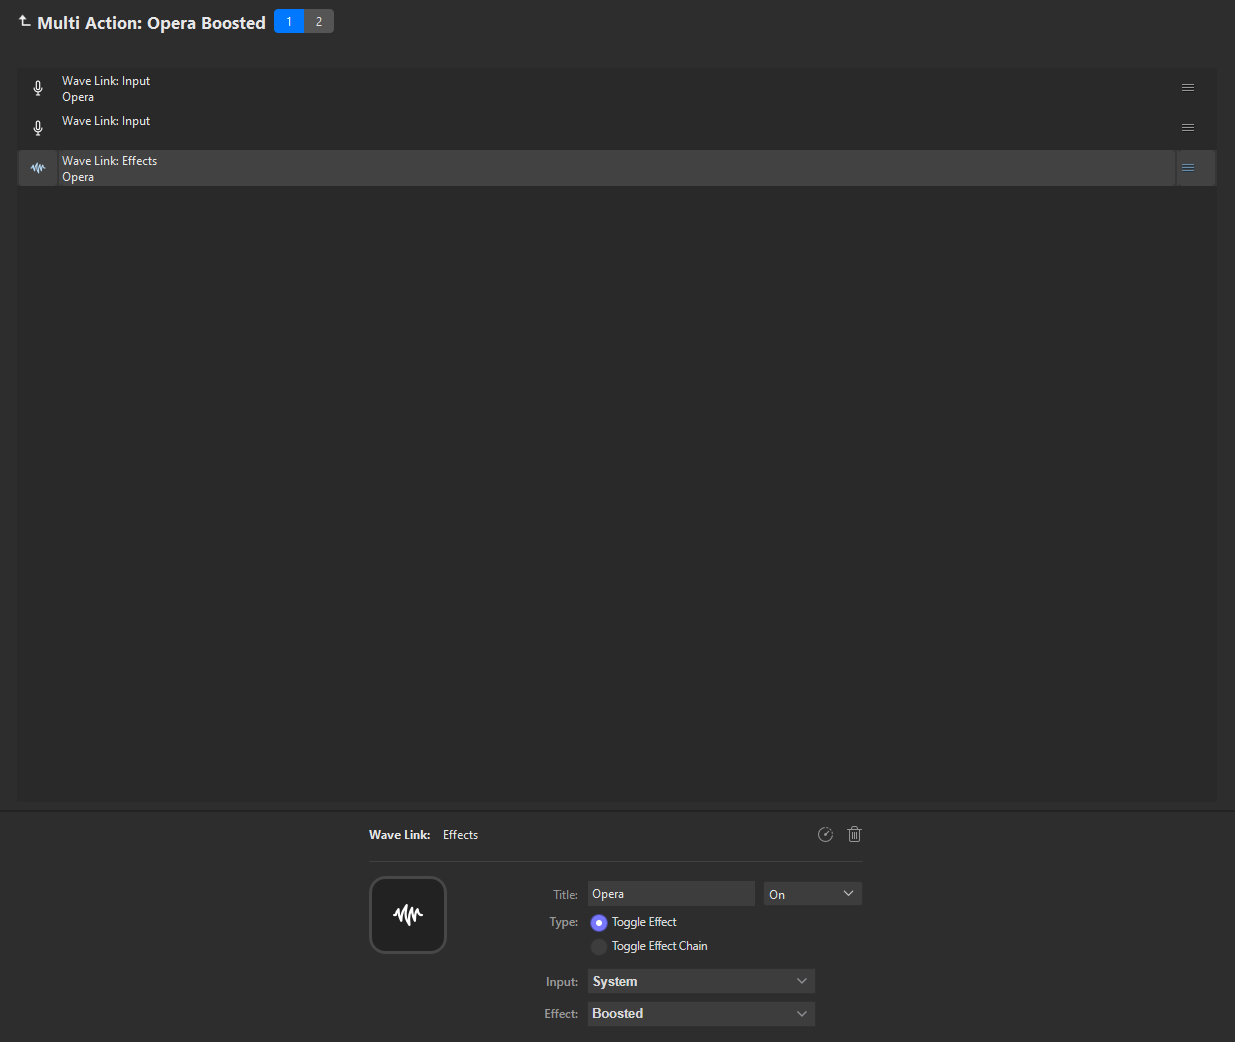 Multi Action: Opera Boosted 1 2
Wave Link: Input
Opera
Wave Link: Input
Wave Link: Effects
Opera
Wave Link: Effects
Title: Opera On
Type: Toggle Effect
Toggle Effect Chain
Input: System
Effect: Boosted